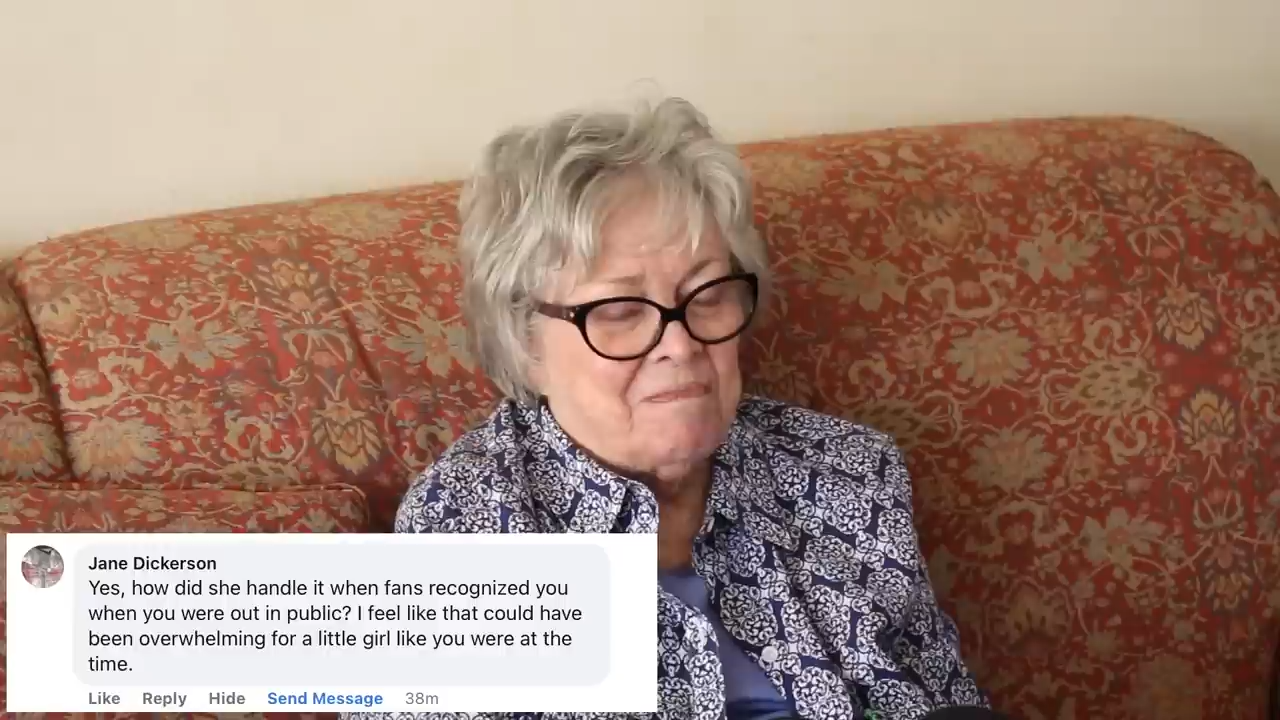 Jane Dickerson
Yes, how did she handle it when fans recognized you
when you were out in public? I feel like that could have
been overwhelming for a little girl like you were at the
time.
Like Reply Hide Send Message 38m